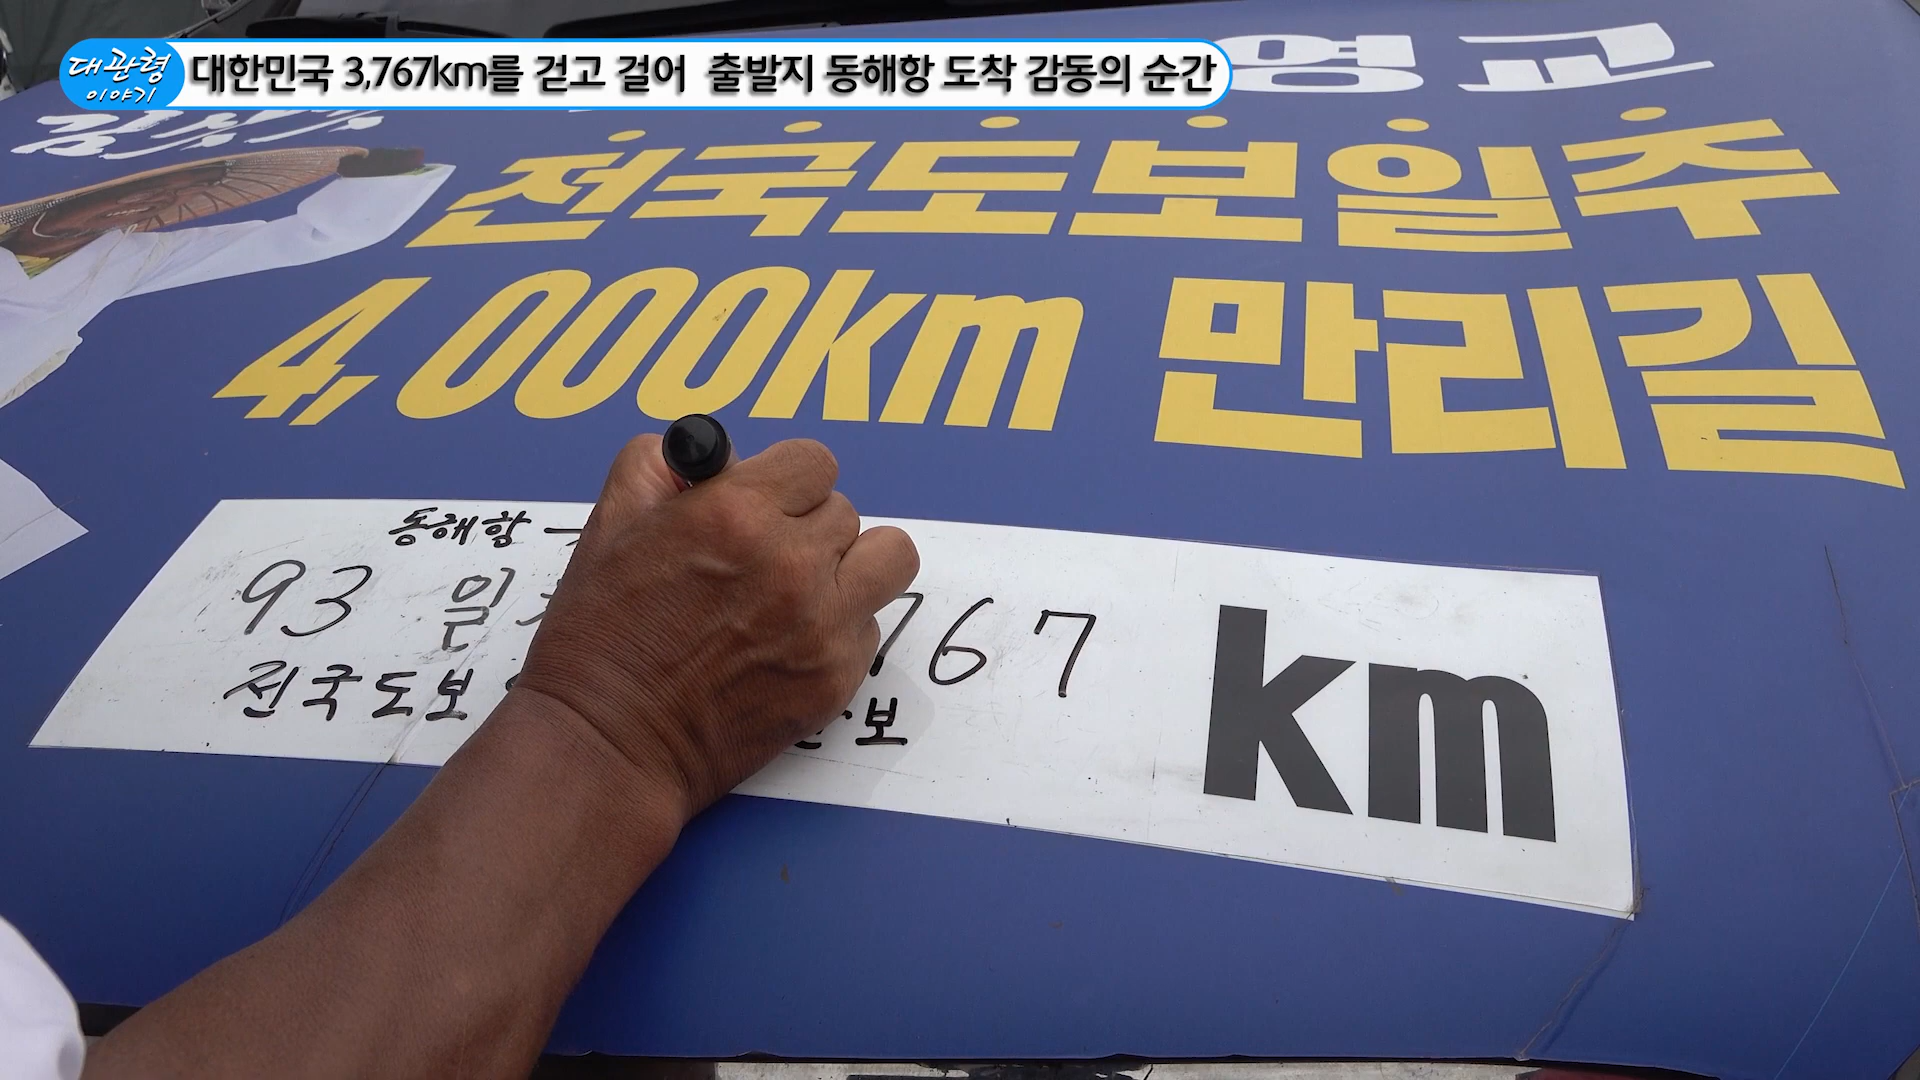 대관령
이야기
대한민국 3,767km를 걷고 걸어 출발지 동해항 도착 감동의 순간
영교
전국도보일주
4,000km 만리길
동해항
93 일 767 km
전국도보 보